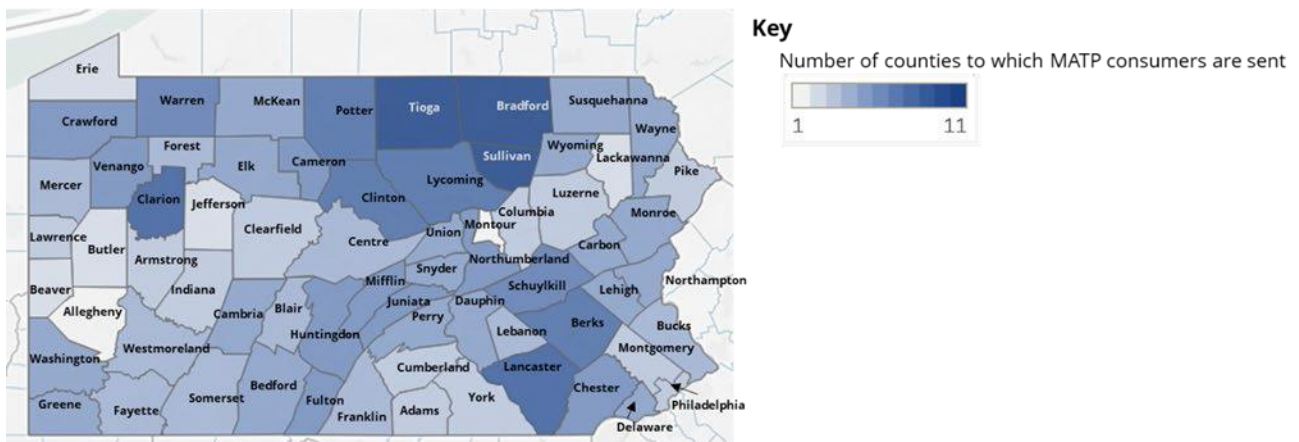 Key
Number of counties to which MATP consumers are sent
1 11
Erie
Warren
McKean
Potter
Tioga
Bradford
Susquehanna
Crawford
Wayne
Forest
Wyoming
Venango
Elk
Cameron
Sullivan
Lackawanna
Pike
Mercer
Clarion
Jefferson
Clinton
Lycoming
Luzerne
Columbia
Monroe
Clearfield
Montour
Lawrence
Butler
Centre
Union
Carbon
Armstrong
Northumberland
Snyder
Northampton
Beaver
Indiana
Mifflin
Schuylkill
Lehigh
Allegheny
Cambria
Blair
Juniata
Dauphin
Perry
Huntingdon
Lebanon
Berks
Bucks
Washington
Westmoreland
Montgomery
Cumberland
Lancaster
Bedford
Chester
Greene
Fayette
Somerset
Fulton
Franklin
Adams
York
Philadelphia
Delaware